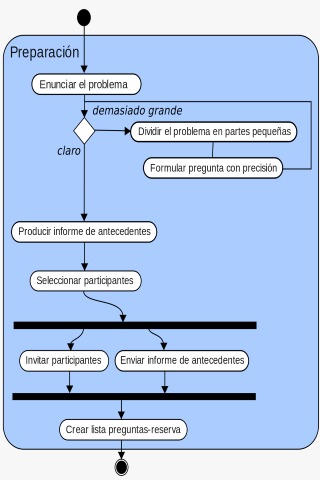 Preparación
Enunciar el problema
demasiado grande
Dividir el problema en partes pequeñas
claro
Formular pregunta con precisión
Producir informe de antecedentes
Seleccionar participantes
Invitar participantes
Enviar informe de antecedentes
Crear lista preguntas-reserva